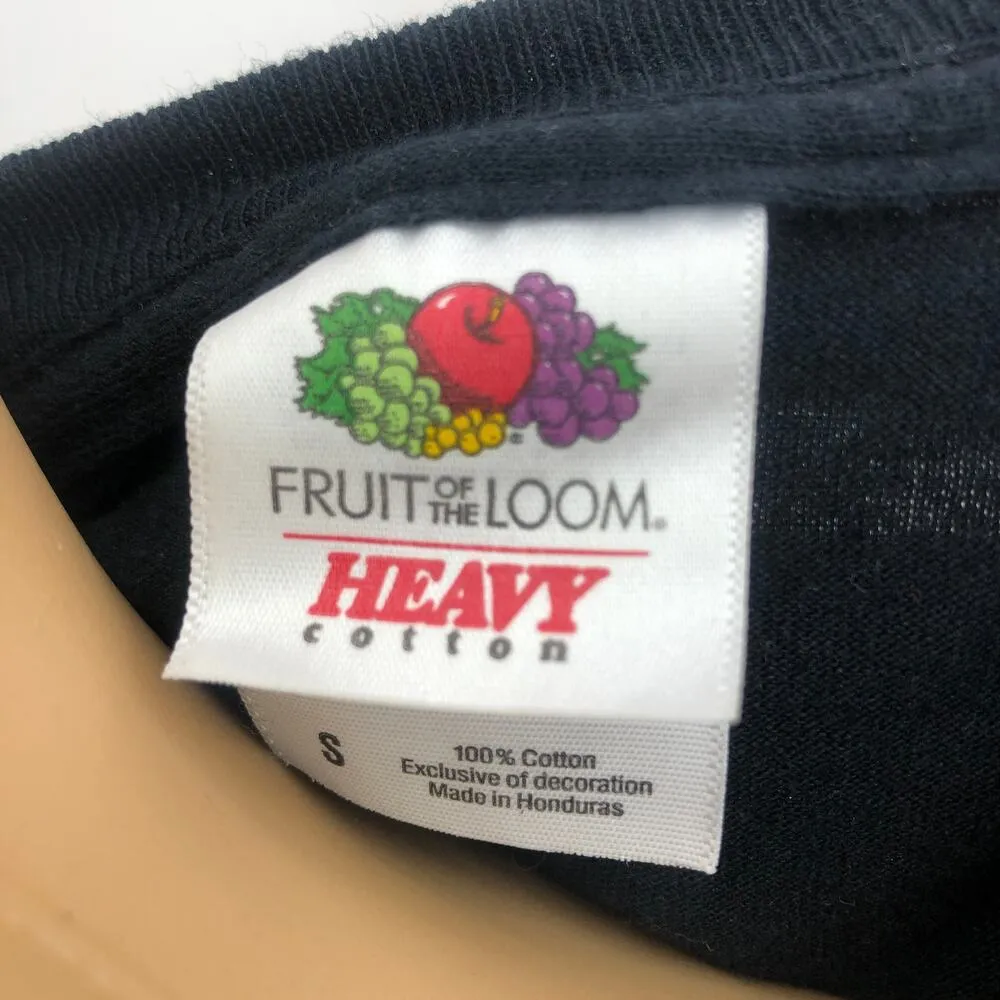 FRUIT OF THE LOOM®
HEAVY
cotton
S
100% Cotton
Exclusive of decoration
Made in Honduras